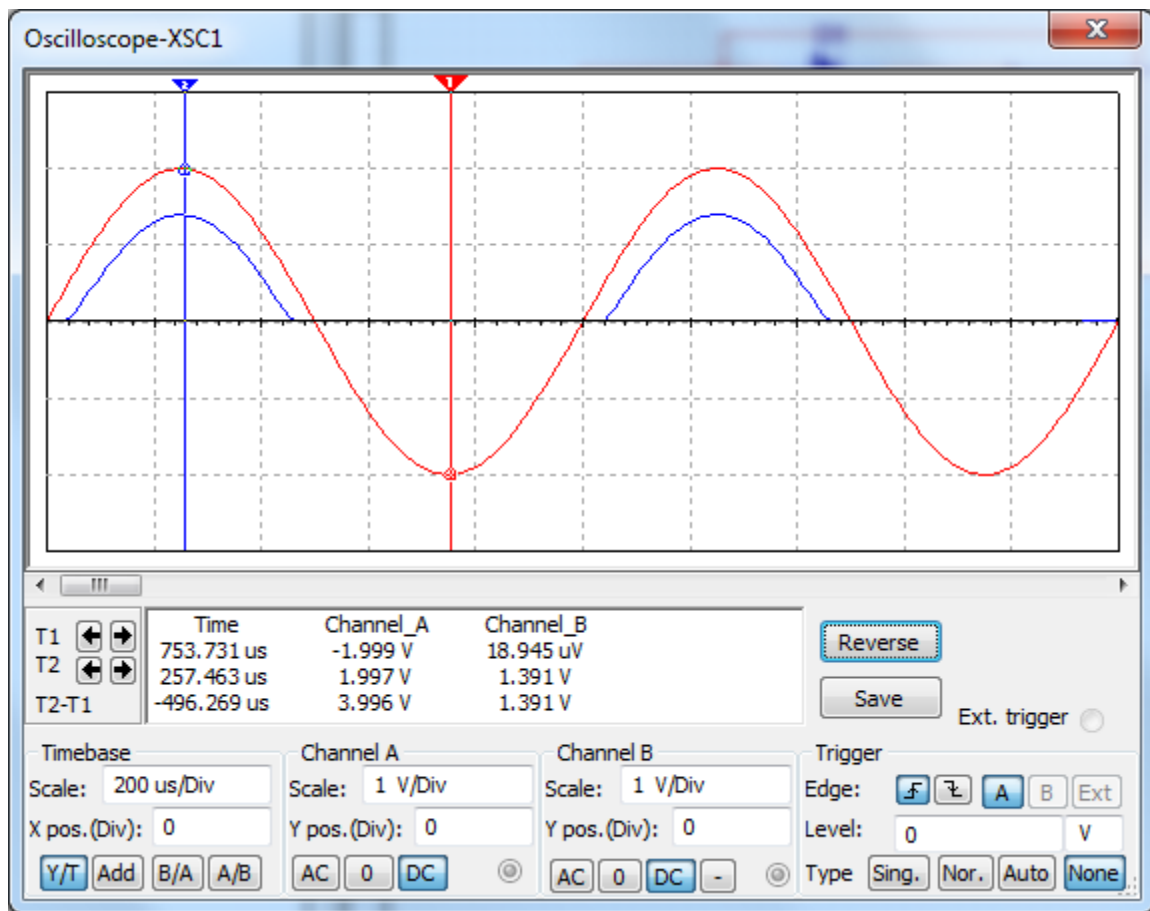 Oscilloscope-XSC1
x
2 1
Time Channel_A Channel_B
T1 753.731 us -1.999 V 18.945 uV
T2 257.463 us 1.997 V 1.391 V
T2-T1 -496.269 us 3.996 V 1.391 V
Reverse
Save
Ext. trigger
Timebase
Scale: 200 us/Div
X pos.(Div): 0
Y/T Add B/A A/B
Channel A
Scale: 1 V/Div
Y pos.(Div): 0
AC 0 DC
Channel B
Scale: 1 V/Div
Y pos.(Div): 0
AC 0 DC -
Trigger
Edge: A B Ext
Level: 0 V
Type Sing. Nor. Auto None